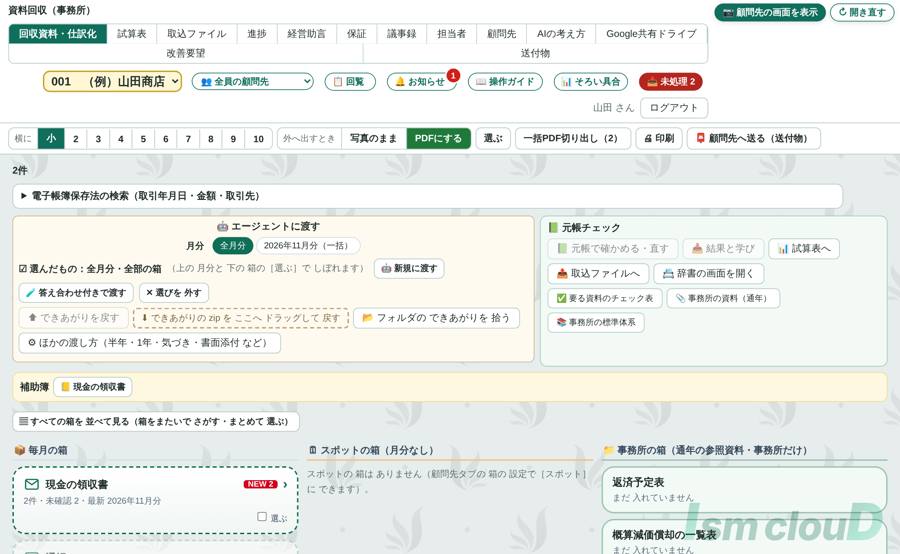 資料回収（事務所）
📷 顧問先の画面を表示
↻ 開き直す
回収資料・仕訳化 試算表 取込ファイル 進捗 経営助言 保証 議事録 担当者 顧問先 AIの考え方 Google共有ドライブ
改善要望 送付物
001 （例）山田商店 👥 全員の顧問先 📋 回覧 🔔 お知らせ 1 📖 操作ガイド 📊 そろい具合 📥 未処理 2
山田 さん ログアウト
横に 小 2 3 4 5 6 7 8 9 10 外へ出すとき 写真のまま PDFにする 選ぶ 一括PDF切り出し（2） 🖨 印刷 📮 顧問先へ送る（送付物）
2件
▶ 電子帳簿保存法の検索（取引年月日・金額・取引先）
🤖 エージェントに渡す
月分 全月分 2026年11月分（一括）
☑ 選んだもの：全月分・全部の箱 （上の 月分と 下の 箱の［選ぶ］で しぼれます） 🤖 新規に渡す
🧪 答え合わせ付きで渡す ✕ 選びを 外す
⬆ できあがりを戻す ⬇ できあがりの zip を ここへ ドラッグして 戻す 📂 フォルダの できあがりを 拾う
⚙ ほかの渡し方（半年・1年・気づき・書面添付 など）
📗 元帳チェック
📗 元帳で確かめる・直す 📥 結果と学び 📊 試算表へ
📥 取込ファイルへ 📇 辞書の画面を開く
✅ 要る資料のチェック表 📎 事務所の資料（通年）
📚 事務所の標準体系
補助簿 📒 現金の領収書
▤ すべての箱を 並べて見る（箱をまたいで さがす・まとめて 選ぶ）
📦 毎月の箱
現金の領収書 NEW 2 ›
2件・未確認 2・最新 2026年11月分
選ぶ
🗓 スポットの箱（月分なし）
スポットの 箱は ありません（顧問先タブの 箱の 設定で［スポット］
に できます）。
📁 事務所の箱（通年の参照資料・事務所だけ）
返済予定表
まだ 入れていません
概算減価償却の一覧表
まだ 入れていません
Ism clouD